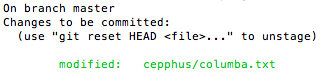 On branch master
Changes to be committed:
(use "git reset HEAD <file>..." to unstage)
modified: cepphus/columba.txt